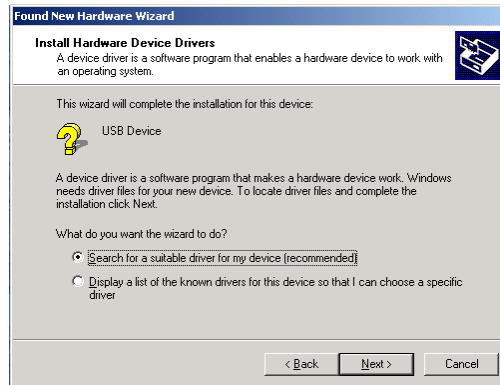 Found New Hardware Wizard
Install Hardware Device Drivers
A device driver is a software program that enables a hardware device to work with
an operating system.
This wizard will complete the installation for this device:
USB Device
A device driver is a software program that makes a hardware device work. Windows
needs driver files for your new device. To locate driver files and complete the
installation click Next.
What do you want the wizard to do?
Search for a suitable driver for my device (recommended)
Display a list of the known drivers for this device so that I can choose a specific
driver
< Back
Next >
Cancel